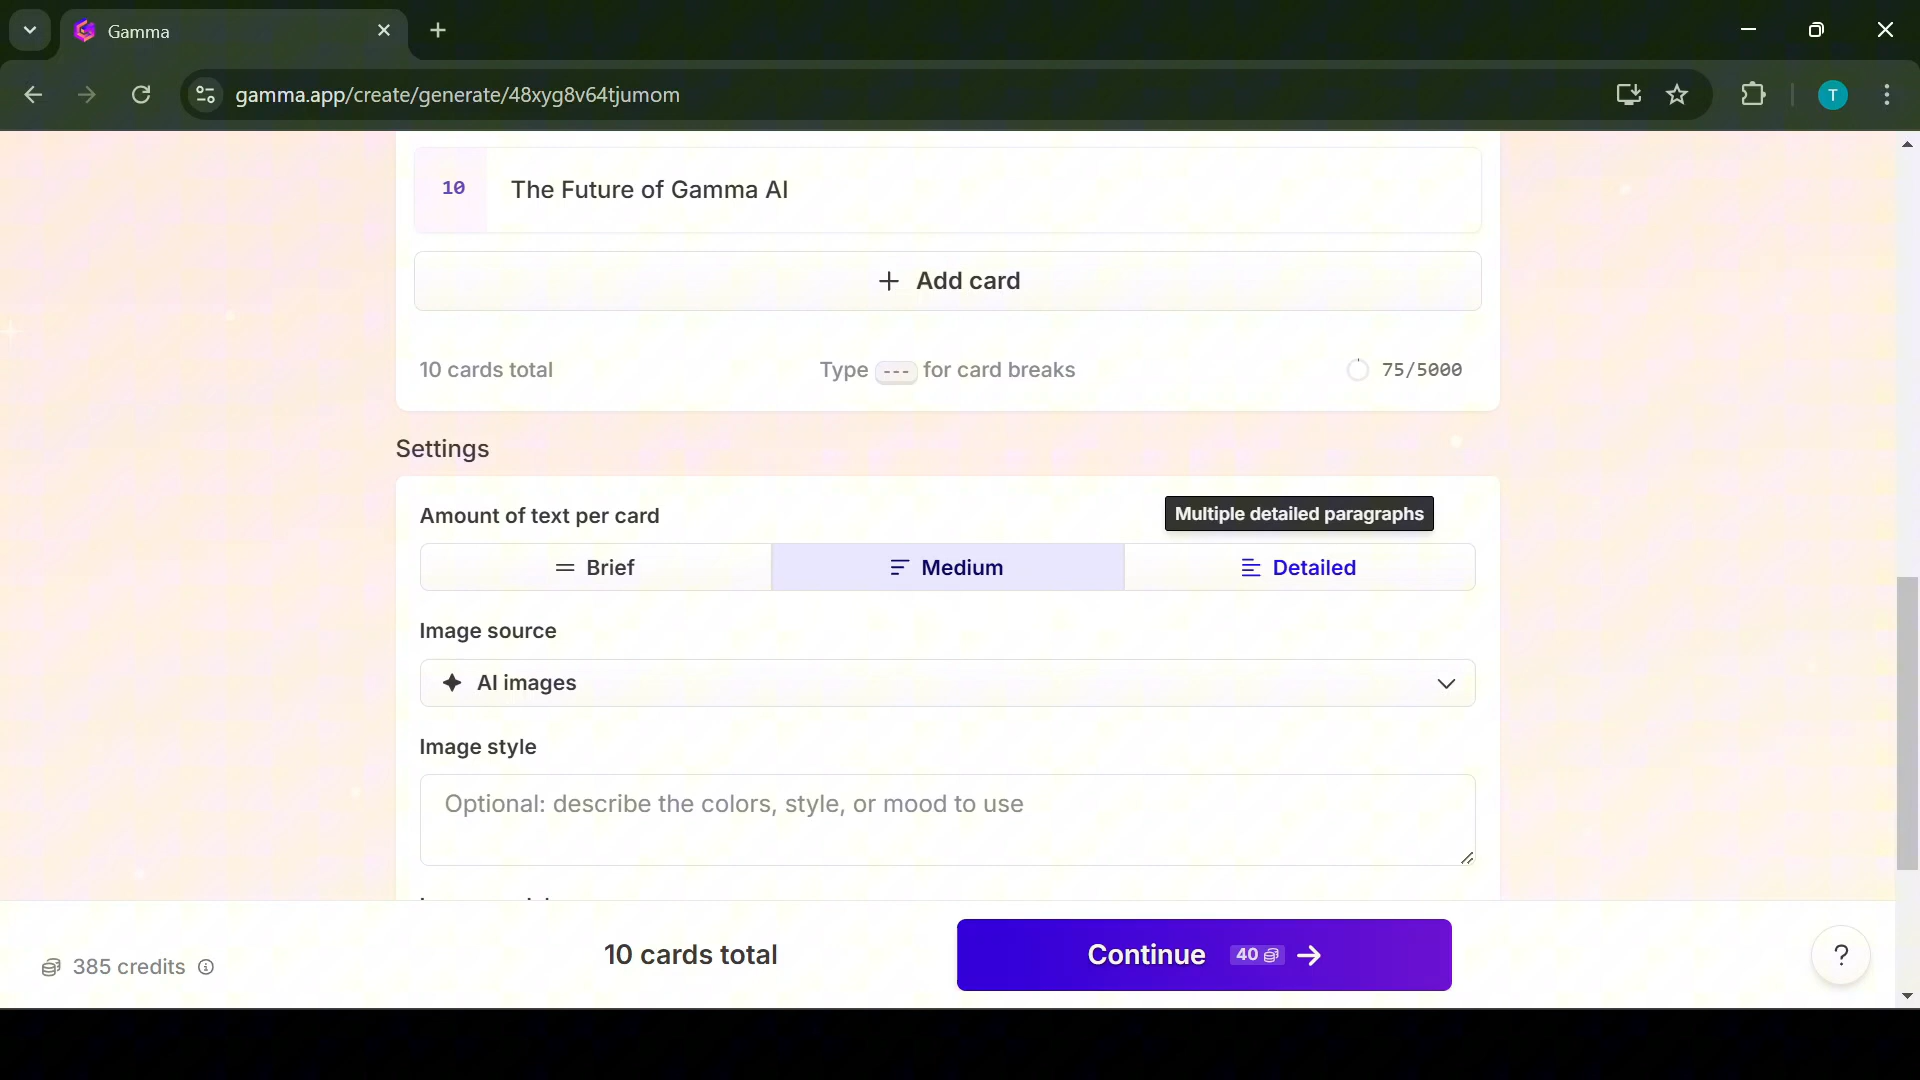 Gamma
gamma.app/create/generate/48xyg8v64tjumom
T
10
The Future of Gamma AI
+ Add card
10 cards total
Type --- for card breaks
75/5000
Settings
Amount of text per card
Multiple detailed paragraphs
Brief
Medium
Detailed
Image source
AI images
Image style
Optional: describe the colors, style, or mood to use
385 credits
10 cards total
Continue 40
?